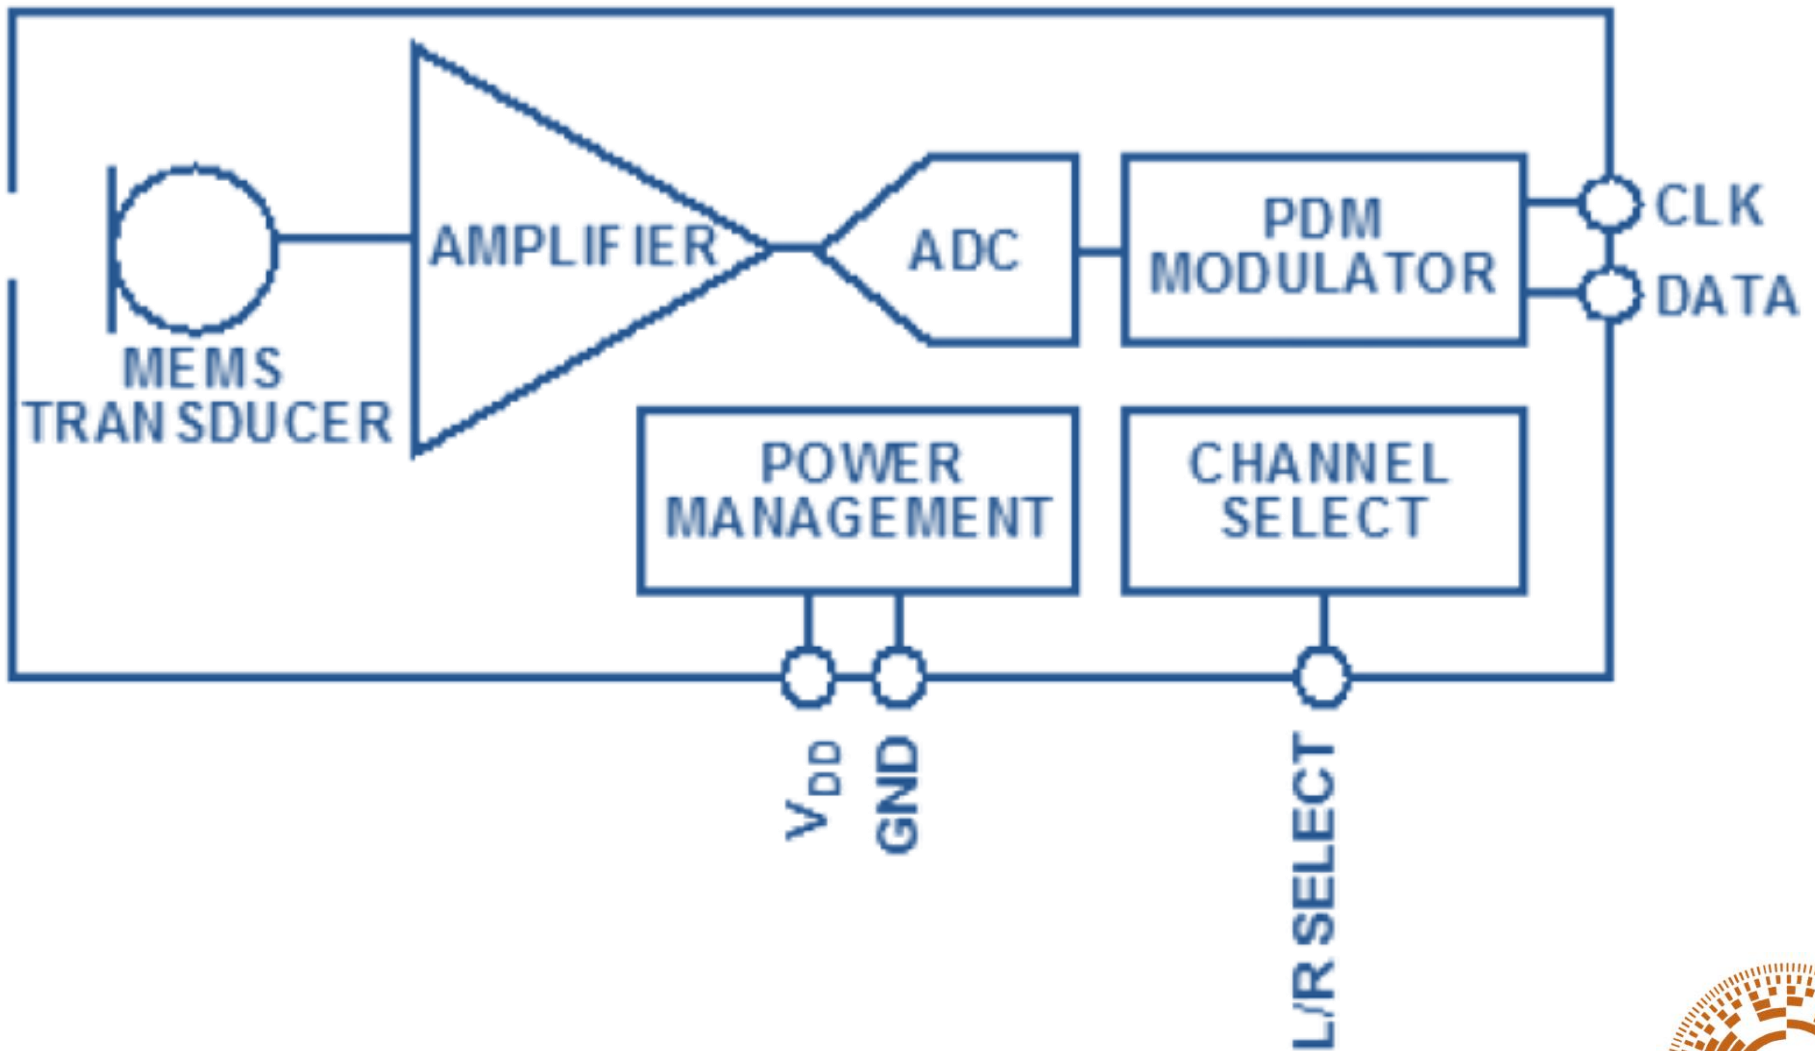 AMPLIFIER
ADC
PDM
MODULATOR
CLK
DATA
MEMS
TRANSDUCER
POWER
MANAGEMENT
CHANNEL
SELECT
VDD
GND
L/R SELECT